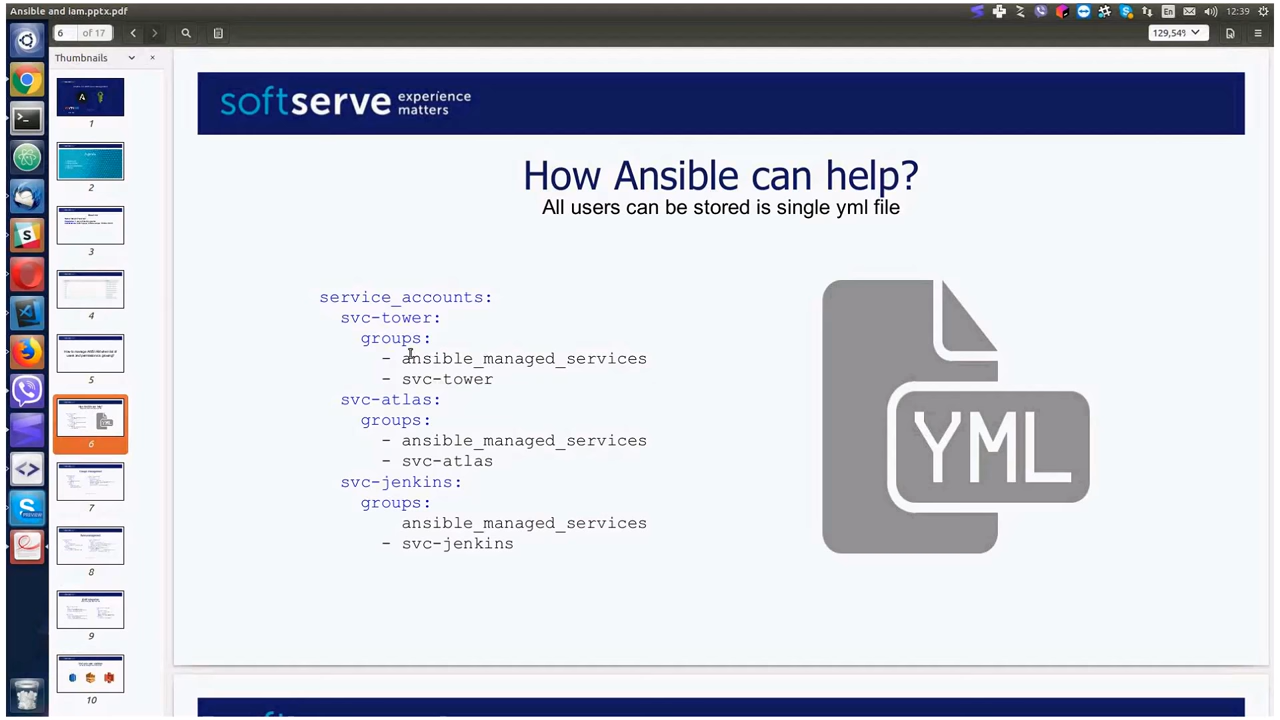 Ansible and iam.pptx.pdf
En
12:39
6 of 17
129,54%
Thumbnails
1
2
3
4
5
6
7
8
9
10
PREVIEW
softserve experience matters
How Ansible can help?
All users can be stored is single yml file
service_accounts:
svc-tower:
groups:
- ansible_managed_services
- svc-tower
svc-atlas:
groups:
- ansible_managed_services
- svc-atlas
svc-jenkins:
groups:
ansible_managed_services
- svc-jenkins
YML